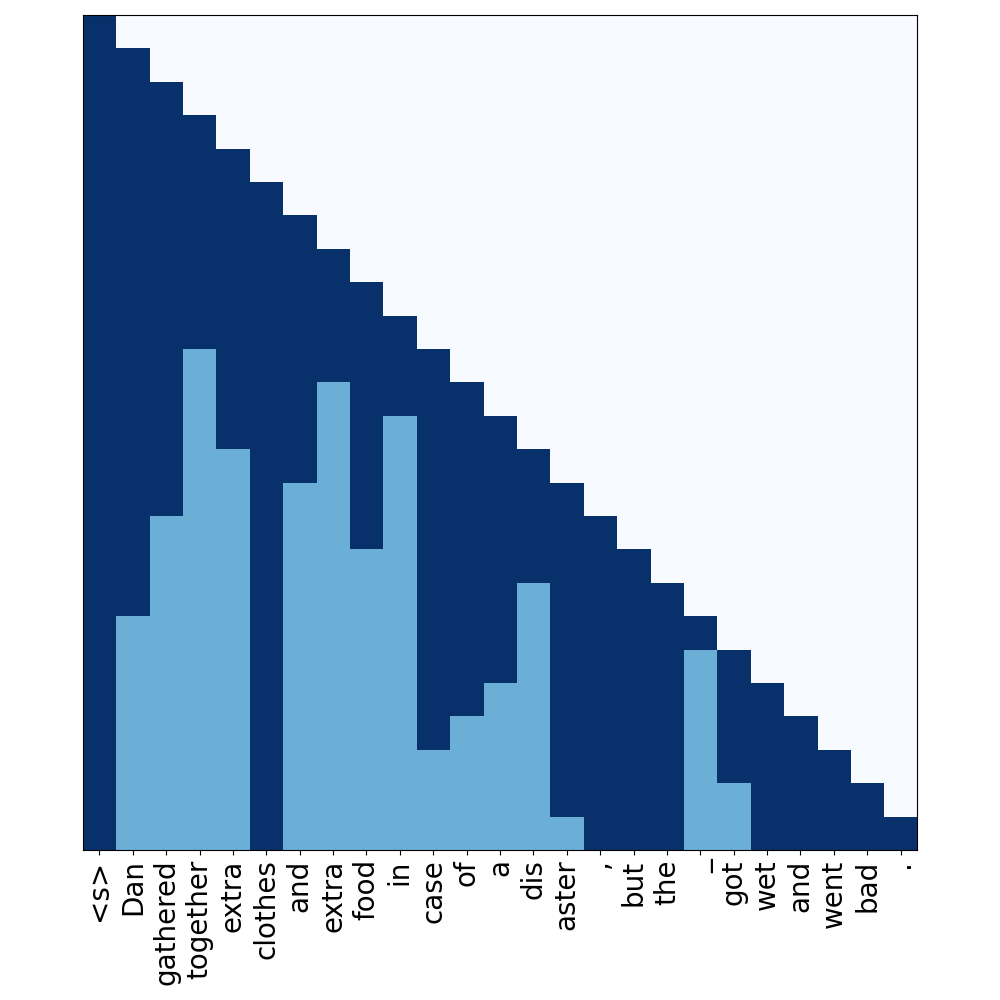 <s>
Dan
gathered
together
extra
clothes
and
extra
food
in
case
of
a
dis
aster
,
but
the
_
got
wet
and
went
bad
.